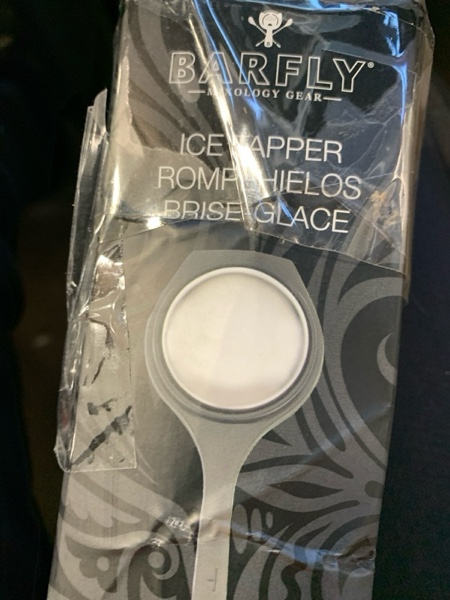 BARFLY®
MIXOLOGY GEAR
ICE TAPPER
ROMPEHIELOS
BRISE-GLACE